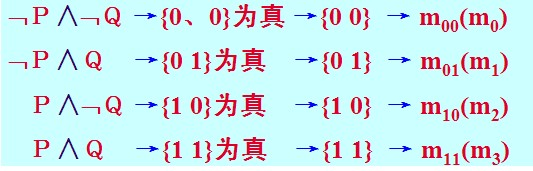 ¬P∧¬Q →{0、0}为真 →{0 0} → m₀₀(m₀)
¬P∧Q →{0 1}为真 →{0 1} → m₀₁(m₁)
P∧¬Q →{1 0}为真 →{1 0} → m₁₀(m₂)
P∧Q →{1 1}为真 →{1 1} → m₁₁(m₃)